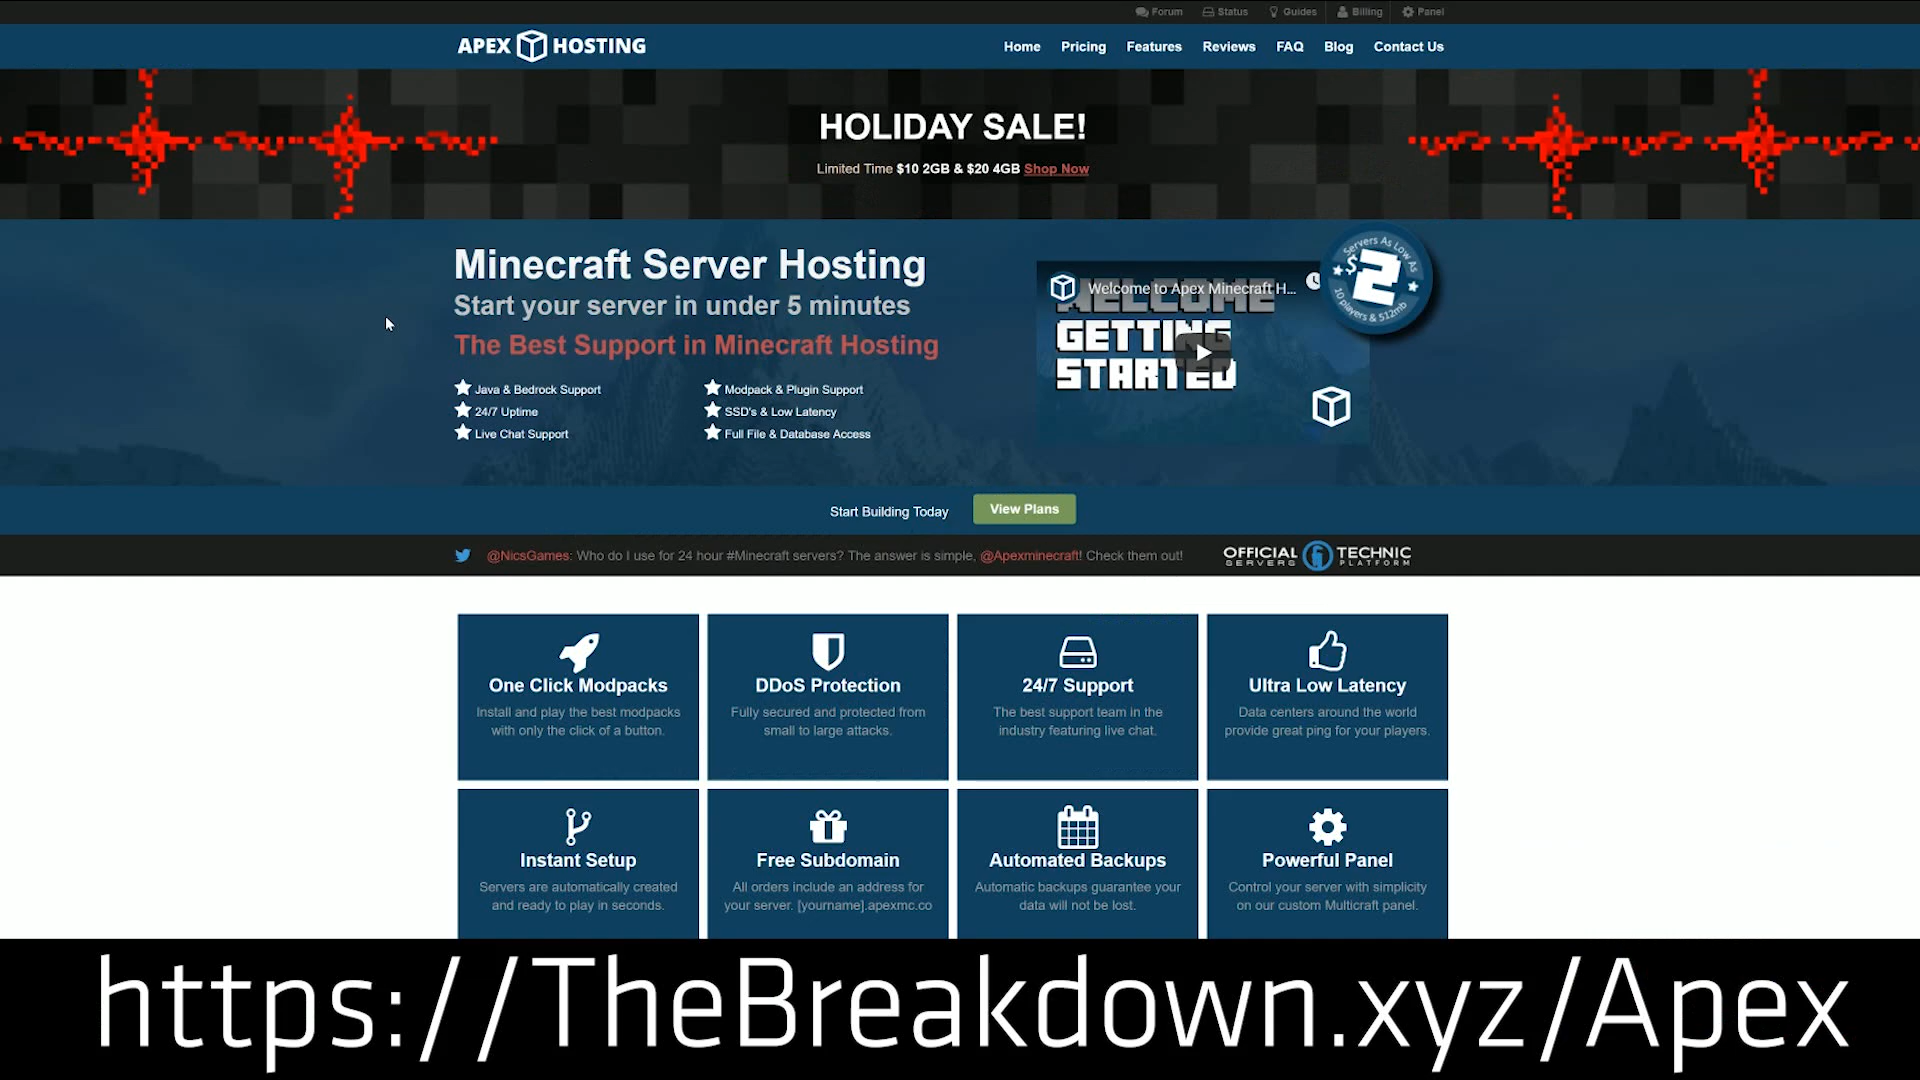 Forum Status Guides Billing Panel
APEX HOSTING
Home Pricing Features Reviews FAQ Blog Contact Us
HOLIDAY SALE!
Limited Time $10 2GB & $20 4GB Shop Now
Minecraft Server Hosting
Start your server in under 5 minutes
The Best Support in Minecraft Hosting
Java & Bedrock Support
Modpack & Plugin Support
24/7 Uptime
SSD's & Low Latency
Live Chat Support
Full File & Database Access
Welcome to Apex Minecraft H...
WELCOME
GETTING
STARTED
Servers As Low As
$2
10 players & 512mb
Start Building Today
View Plans
@NicsGames: Who do I use for 24 hour #Minecraft servers? The answer is simple, @Apexminecraft! Check them out!
OFFICIAL TECHNIC
SERVERS PLATFORM
One Click Modpacks
Install and play the best modpacks
with only the click of a button.
DDoS Protection
Fully secured and protected from
small to large attacks.
24/7 Support
The best support team in the
industry featuring live chat.
Ultra Low Latency
Data centers around the world
provide great ping for your players.
Instant Setup
Servers are automatically created
and ready to play in seconds.
Free Subdomain
All orders include an address for
your server. [yourname].apexmc.co
Automated Backups
Automatic backups guarantee your
data will not be lost.
Powerful Panel
Control your server with simplicity
on our custom Multicraft panel.
https://TheBreakdown.xyz/Apex